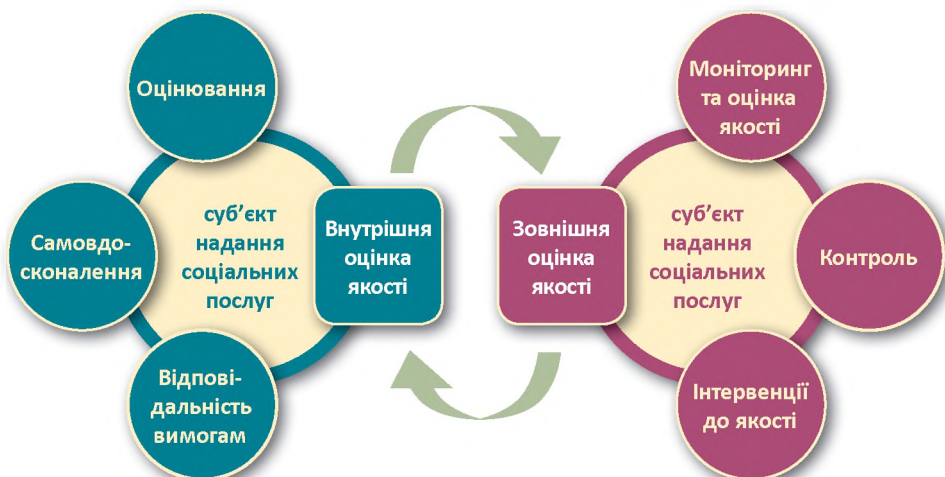 Оцінювання
Самовдо-
сконалення
Відпові-
дальність
вимогам
суб’єкт
надання
соціальних
послуг
Внутрішня
оцінка
якості
Зовнішня
оцінка
якості
суб’єкт
надання
соціальних
послуг
Моніторинг
та оцінка
якості
Контроль
Інтервенції
до якості